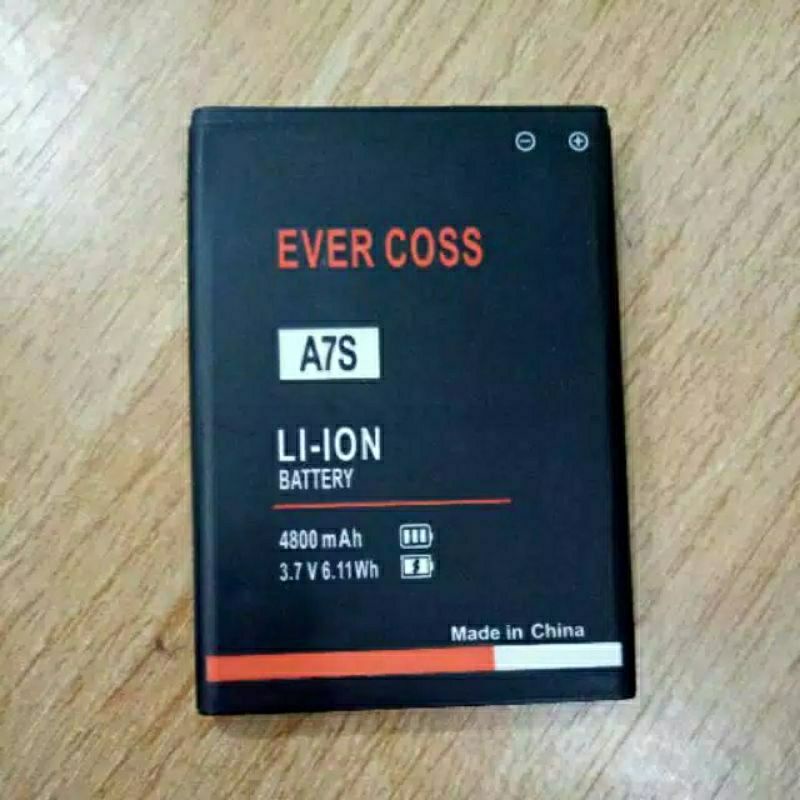 EVER COSS
A7S
LI-ION
BATTERY
4800 mAh
3.7 V 6.11Wh
Made in China